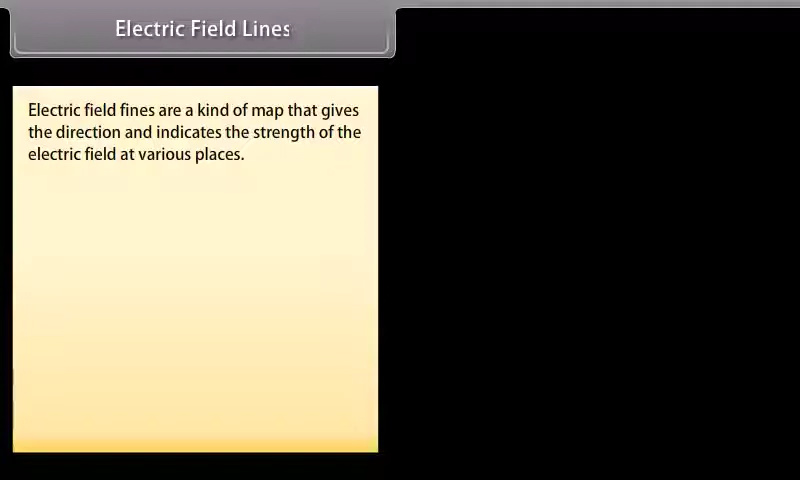 Electric Field Lines
Electric field fines are a kind of map that gives
the direction and indicates the strength of the
electric field at various places.